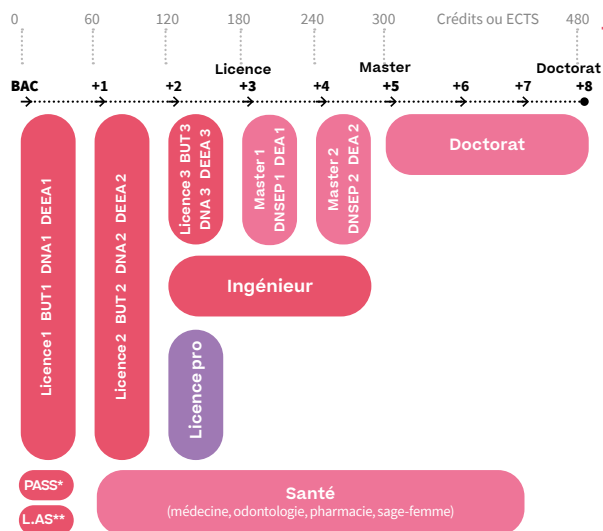 0 60 120 180 240 300 Crédits ou ECTS 480
Licence Master Doctorat
BAC +1 +2 +3 +4 +5 +6 +7 +8
Licence 1 BUT 1 DNA 1 DEEA 1
Licence 2 BUT 2 DNA 2 DEEA 2
Licence 3 BUT 3
DNA 3 DEEA 3
Master 1
DNSEP 1 DEA 1
Master 2
DNSEP 2 DEA 2
Doctorat
Ingénieur
Licence pro
PASS*
L.AS**
Santé
(médecine, odontologie, pharmacie, sage-femme)